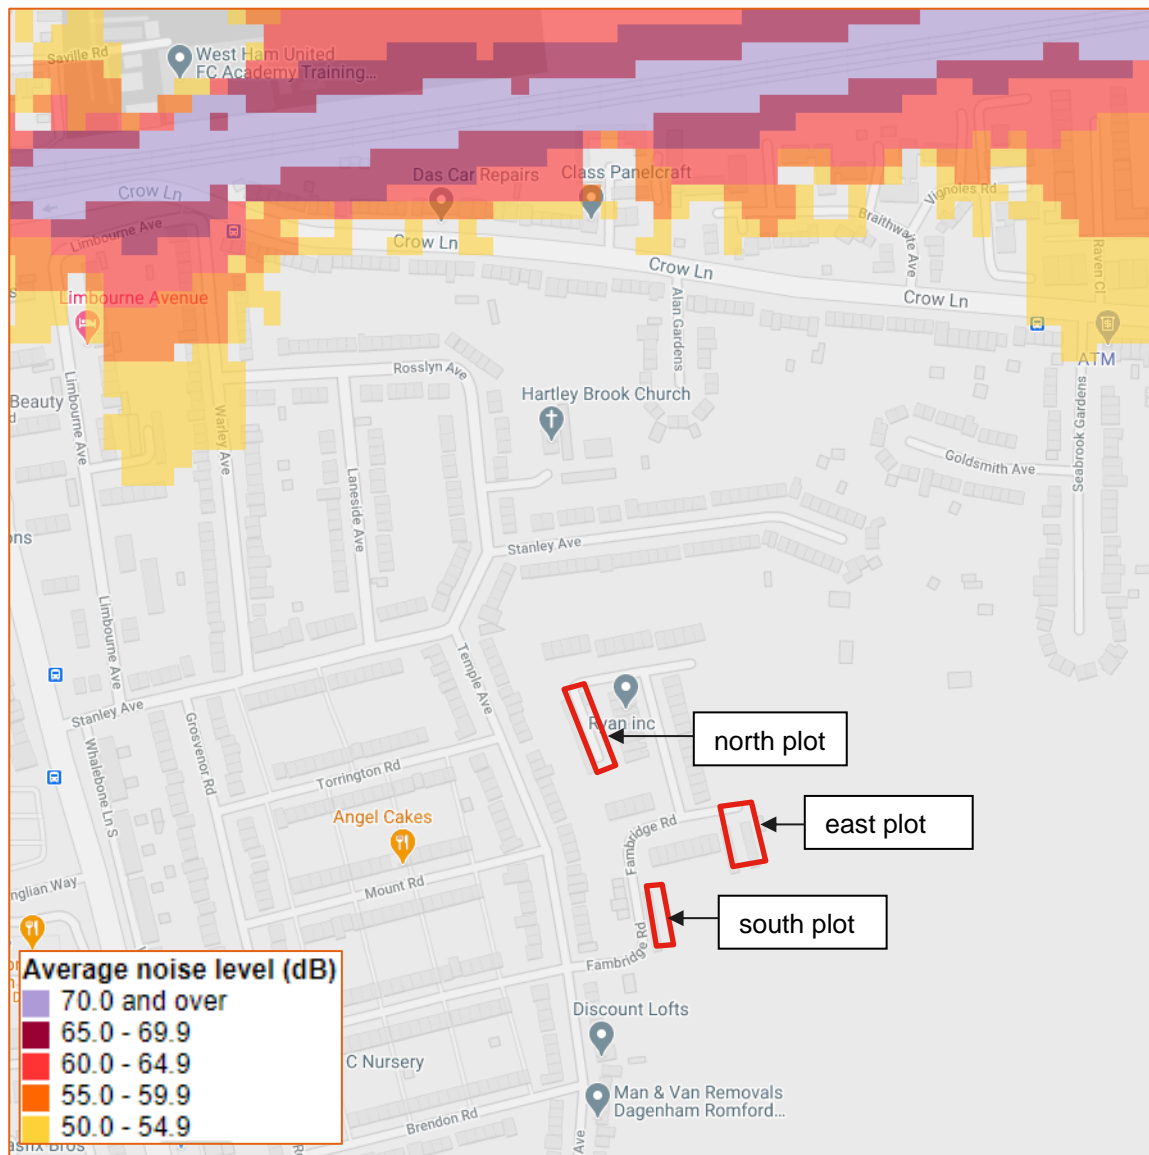 Saville Rd
West Ham United
FC Academy Training...
Crow Ln
Das Car Repairs
Class Panelcraft
Limbourne Ave
Crow Ln
Crow Ln
Crow Ln
Braithwaite Ave
Vignoles Rd
Raven Cl
Limbourne Avenue
Alan Gardens
ATM
Rosslyn Ave
Hartley Brook Church
Beauty
Limbourne Ave
Warley Ave
Laneside Ave
Goldsmith Ave
Seabrook Gardens
ons
Stanley Ave
Limbourne Ave
Temple Ave
Stanley Ave
Grosvenor Rd
Whalebone Ln S
Ryan inc
north plot
Torrington Rd
Angel Cakes
east plot
Fambridge Rd
Mount Rd
nglian Way
south plot
Fambridge Rd
Fambridge Rd
Average noise level (dB)
70.0 and over
65.0 - 69.9
60.0 - 64.9
55.0 - 59.9
50.0 - 54.9
Discount Lofts
C Nursery
Man & Van Removals
Dagenham Romford...
Brendon Rd
Ave